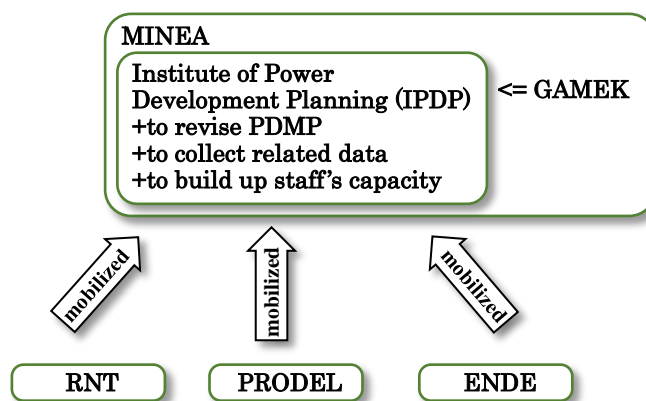 MINEA
Institute of Power
Development Planning (IPDP)
<= GAMEK
+to revise PDMP
+to collect related data
+to build up staff's capacity
mobilized
mobilized
mobilized
RNT
PRODEL
ENDE